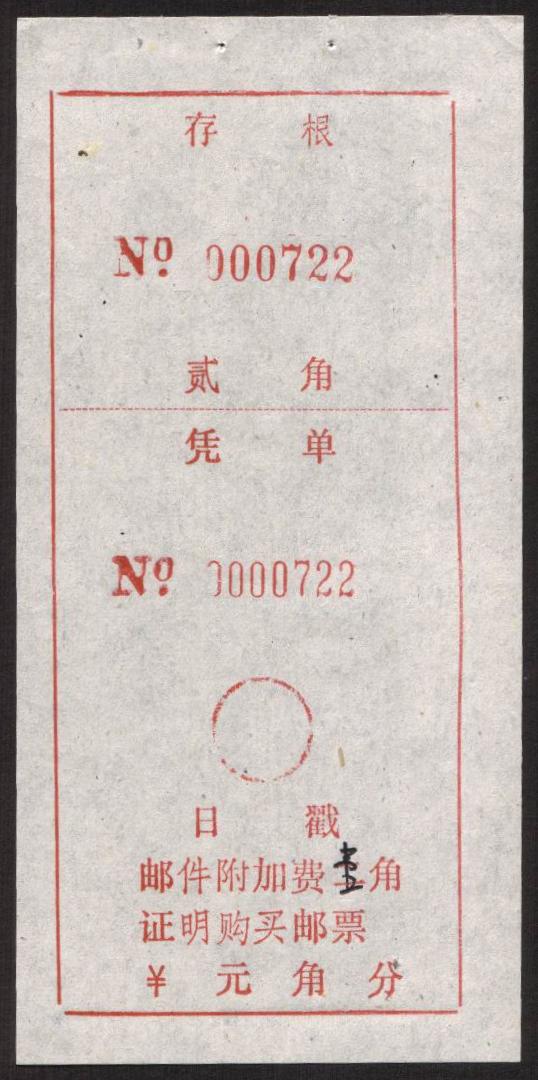 存 根
No. 000722
贰 角
凭 单
No. 0000722
日 戳
邮件附加费壹角
证明购买邮票
¥ 元 角 分